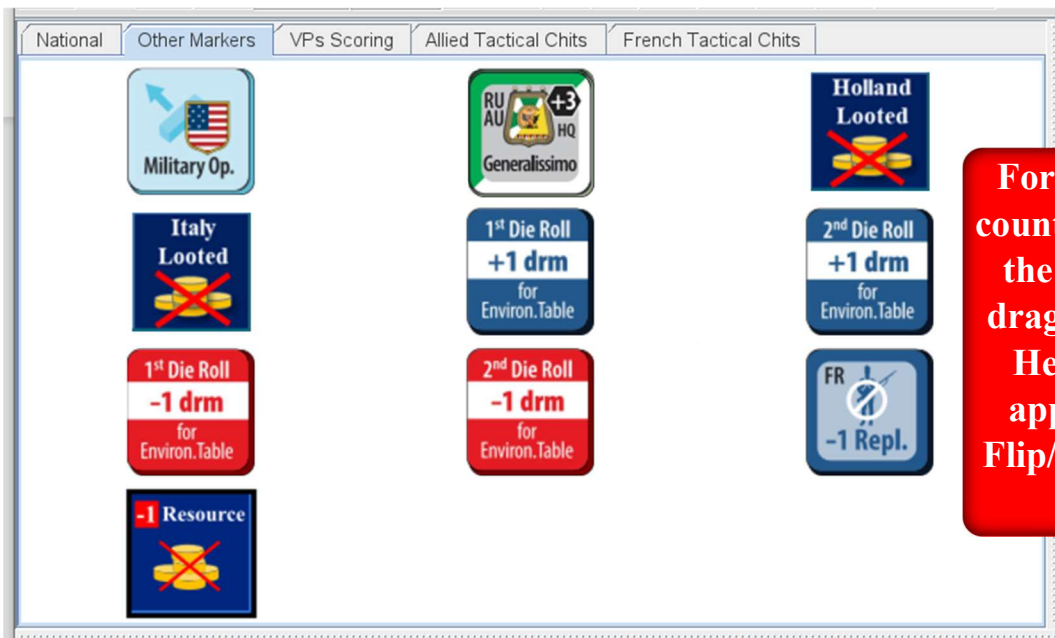 National
Other Markers
VPs Scoring
Allied Tactical Chits
French Tactical Chits
Military Op.
RU
AU
+3
HQ
Generalissimo
Holland
Looted
Italy
Looted
1st Die Roll
+1 drm
for
Environ.Table
2nd Die Roll
+1 drm
for
Environ.Table
1st Die Roll
-1 drm
for
Environ.Table
2nd Die Roll
-1 drm
for
Environ.Table
FR
-1 Repl.
-1 Resource
For
the
Flip/